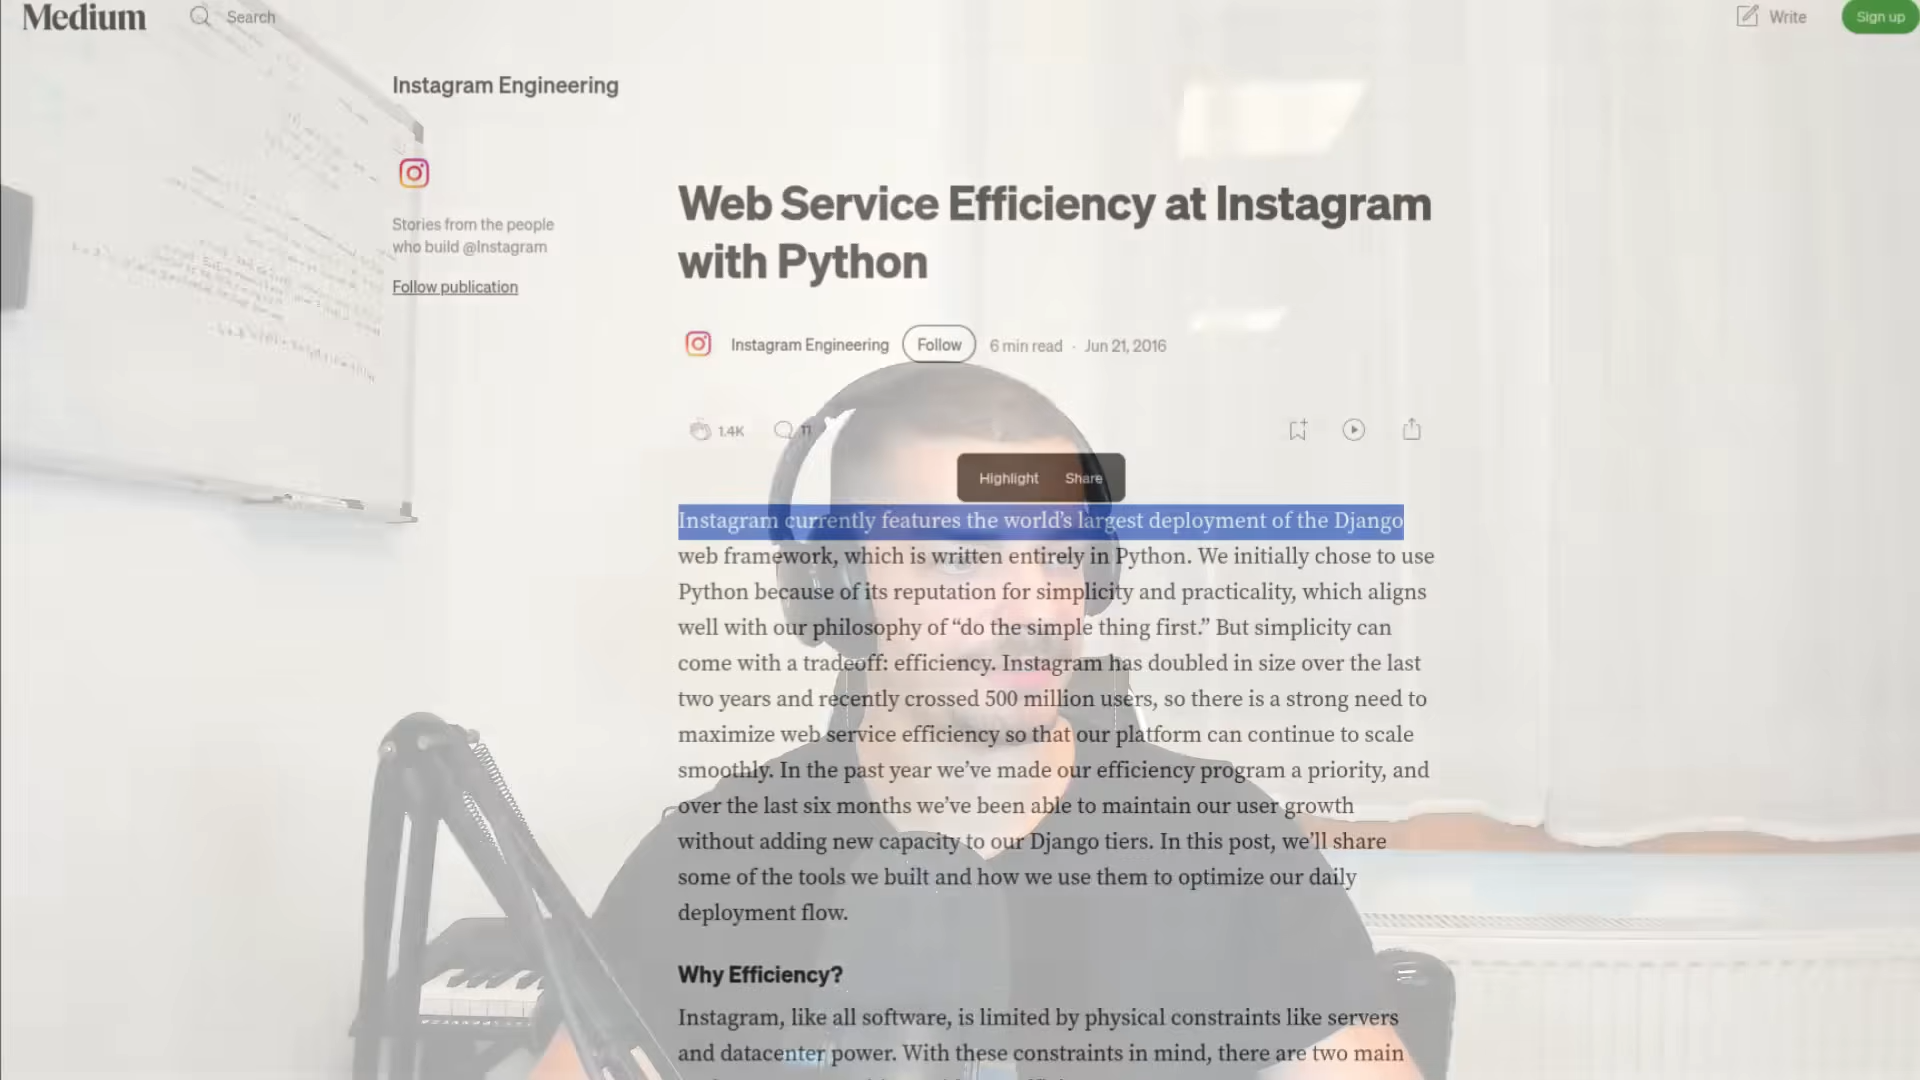 Medium
Search
Write
Sign up
Instagram Engineering
Stories from the people
who build @Instagram
Follow publication
Web Service Efficiency at Instagram
with Python
Instagram Engineering
Follow
6 min read · Jun 21, 2016
1.4K
11
Highlight Share
Instagram currently features the world’s largest deployment of the Django
web framework, which is written entirely in Python. We initially chose to use
Python because of its reputation for simplicity and practicality, which aligns
well with our philosophy of “do the simple thing first.” But simplicity can
come with a tradeoff: efficiency. Instagram has doubled in size over the last
two years and recently crossed 500 million users, so there is a strong need to
maximize web service efficiency so that our platform can continue to scale
smoothly. In the past year we’ve made our efficiency program a priority, and
over the last six months we’ve been able to maintain our user growth
without adding new capacity to our Django tiers. In this post, we’ll share
some of the tools we built and how we use them to optimize our daily
deployment flow.
Why Efficiency?
Instagram, like all software, is limited by physical constraints like servers
and datacenter power. With these constraints in mind, there are two main